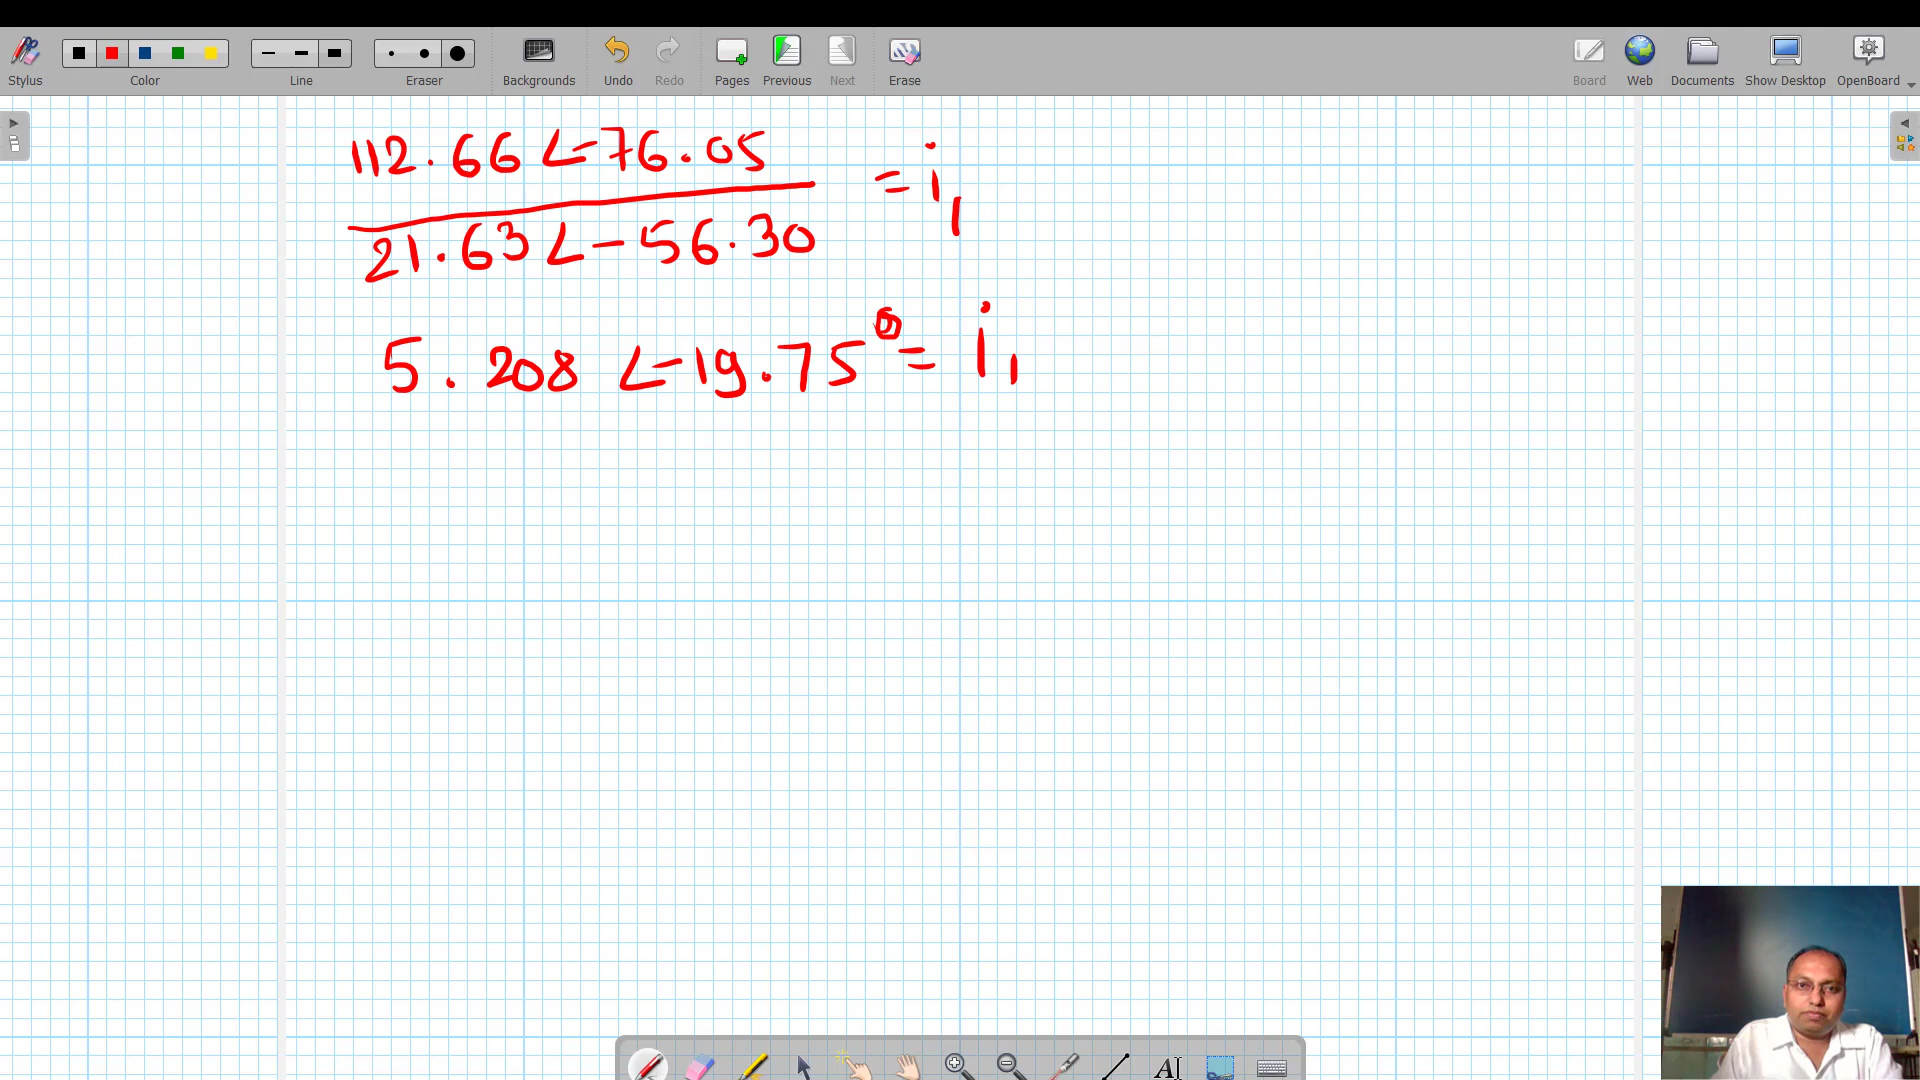 Stylus Color Line Eraser Backgrounds Undo Redo Pages Previous Next Erase Board Web Documents Show Desktop OpenBoard
112.66 ∠-76.05
= i₁
21.63 ∠-56.30
5.208 ∠-19.75° = i₁